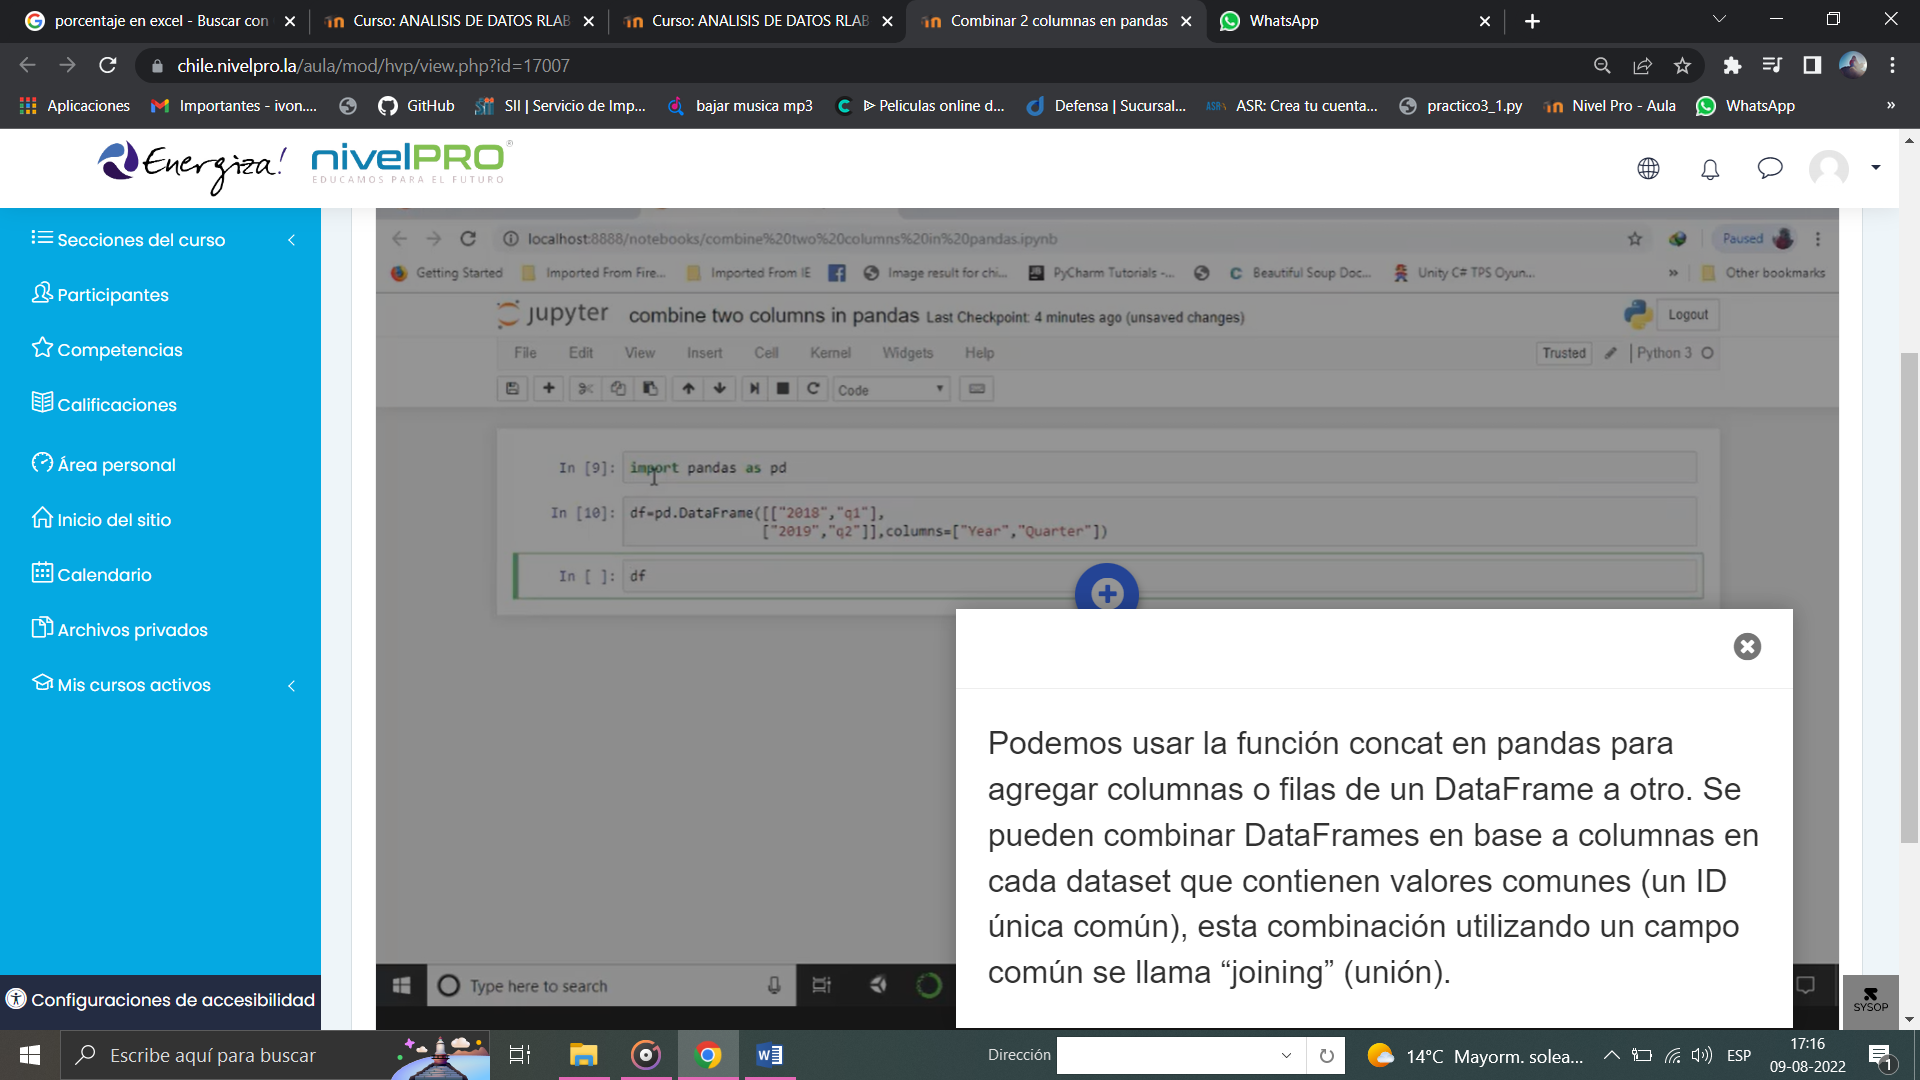 porcentaje en excel - Buscar con
Curso: ANALISIS DE DATOS RLAB
Curso: ANALISIS DE DATOS RLAB
Combinar 2 columnas en pandas
WhatsApp
chile.nivelpro.la/aula/mod/hvp/view.php?id=17007
Aplicaciones
Importantes - ivon....
GitHub
SII | Servicio de Imp...
bajar musica mp3
ᐉ Peliculas online d...
Defensa | Sucursal...
ASR: Crea tu cuenta...
practico3_1.py
Nivel Pro - Aula
WhatsApp
»
Energiza!
nivelPRO
EDUCAMOS PARA EL FUTURO
Secciones del curso
Participantes
Competencias
Calificaciones
Área personal
Inicio del sitio
Calendario
Archivos privados
Mis cursos activos
Configuraciones de accesibilidad
localhost:8888/notebooks/combine%20two%20columns%20in%20pandas.ipynb
Paused
Getting Started
Imported From Fire...
Imported From IE
Image result for chi...
PyCharm Tutorials -...
Beautiful Soup Doc...
Unity C# TPS Oyun...
»
Other bookmarks
jupyter combine two columns in pandas Last Checkpoint: 4 minutes ago (unsaved changes)
Logout
File Edit View Insert Cell Kernel Widgets Help
Trusted
Python 3
Code
In [9]: import pandas as pd
In [10]: df=pd.DataFrame([["2018","q1"],
["2019","q2"]],columns=["Year","Quarter"])
In [ ]: df
Podemos usar la función concat en pandas para
agregar columnas o filas de un DataFrame a otro. Se
pueden combinar DataFrames en base a columnas en
cada dataset que contienen valores comunes (un ID
única común), esta combinación utilizando un campo
común se llama “joining” (unión).
Type here to search
SYSOP
Escribe aquí para buscar
Dirección
14°C Mayorm. solea...
ESP
17:16
09-08-2022
1